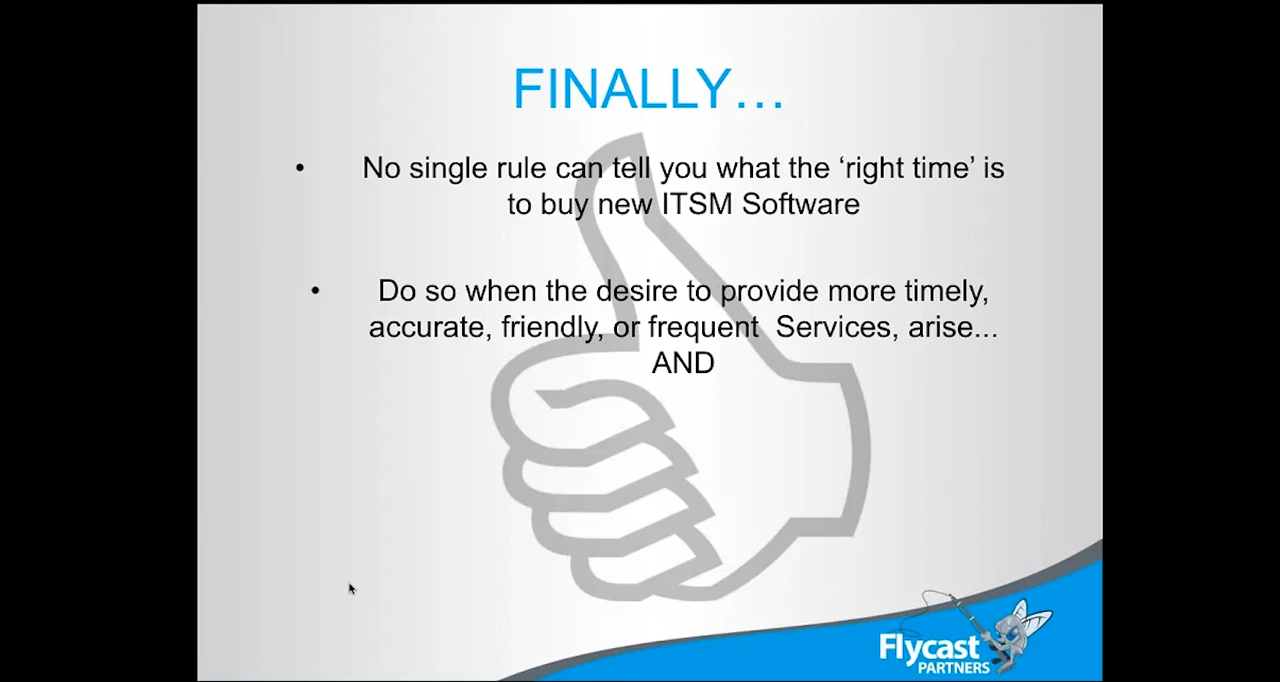 FINALLY…
• No single rule can tell you what the ‘right time’ is
to buy new ITSM Software
• Do so when the desire to provide more timely,
accurate, friendly, or frequent  Services, arise...
AND
Flycast
PARTNERS